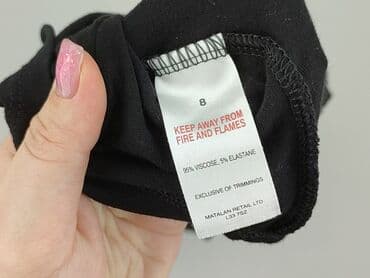 8
KEEP AWAY FROM
FIRE AND FLAMES
95% VISCOSE, 5% ELASTANE
EXCLUSIVE OF TRIMMINGS
MATALAN RETAIL LTD
L33 7SZ